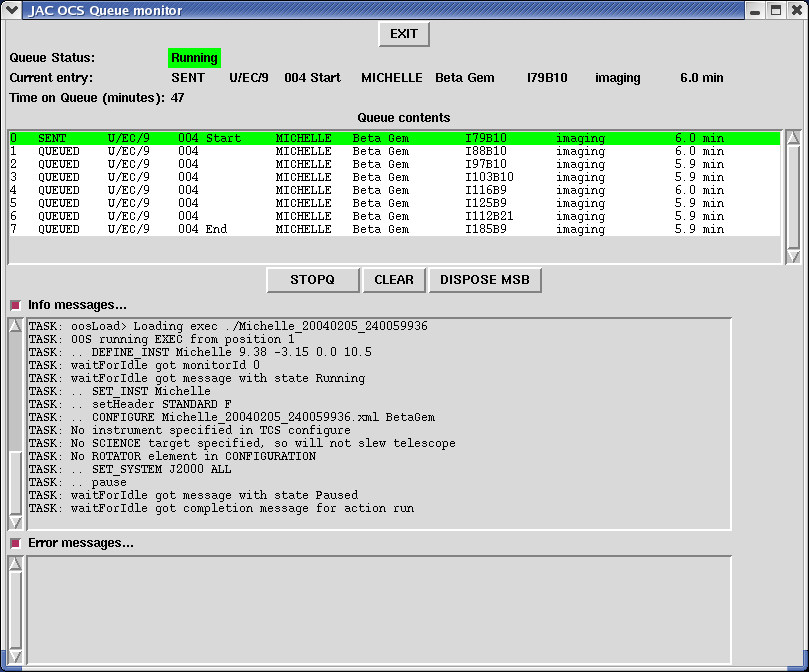 JAC OCS Queue monitor
EXIT
Queue Status: Running
Current entry: SENT U/EC/9 004 Start MICHELLE Beta Gem I79B10 imaging 6.0 min
Time on Queue (minutes): 47
Queue contents
0 SENT U/EC/9 004 Start MICHELLE Beta Gem I79B10 imaging 6.0 min
1 QUEUED U/EC/9 004 MICHELLE Beta Gem I88B10 imaging 6.0 min
2 QUEUED U/EC/9 004 MICHELLE Beta Gem I97B10 imaging 5.9 min
3 QUEUED U/EC/9 004 MICHELLE Beta Gem I103B10 imaging 5.9 min
4 QUEUED U/EC/9 004 MICHELLE Beta Gem I116B9 imaging 6.0 min
5 QUEUED U/EC/9 004 MICHELLE Beta Gem I125B9 imaging 5.9 min
6 QUEUED U/EC/9 004 MICHELLE Beta Gem I112B21 imaging 5.9 min
7 QUEUED U/EC/9 004 End MICHELLE Beta Gem I185B9 imaging 5.9 min
STOPQ CLEAR DISPOSE MSB
Info messages...
TASK: oosLoad> Loading exec ./Michelle_20040205_240059936
TASK: OOS running EXEC from position 1
TASK: .. DEFINE_INST Michelle 9.38 -3.15 0.0 10.5
TASK: waitForIdle got monitorId 0
TASK: waitForIdle got message with state Running
TASK: .. SET_INST Michelle
TASK: .. setHeader STANDARD F
TASK: .. CONFIGURE Michelle_20040205_240059936.xml BetaGem
TASK: No instrument specified in TCS configure
TASK: No SCIENCE target specified, so will not slew telescope
TASK: No ROTATOR element in CONFIGURATION
TASK: .. SET_SYSTEM J2000 ALL
TASK: .. pause
TASK: waitForIdle got message with state Paused
TASK: waitForIdle got completion message for action run
Error messages...